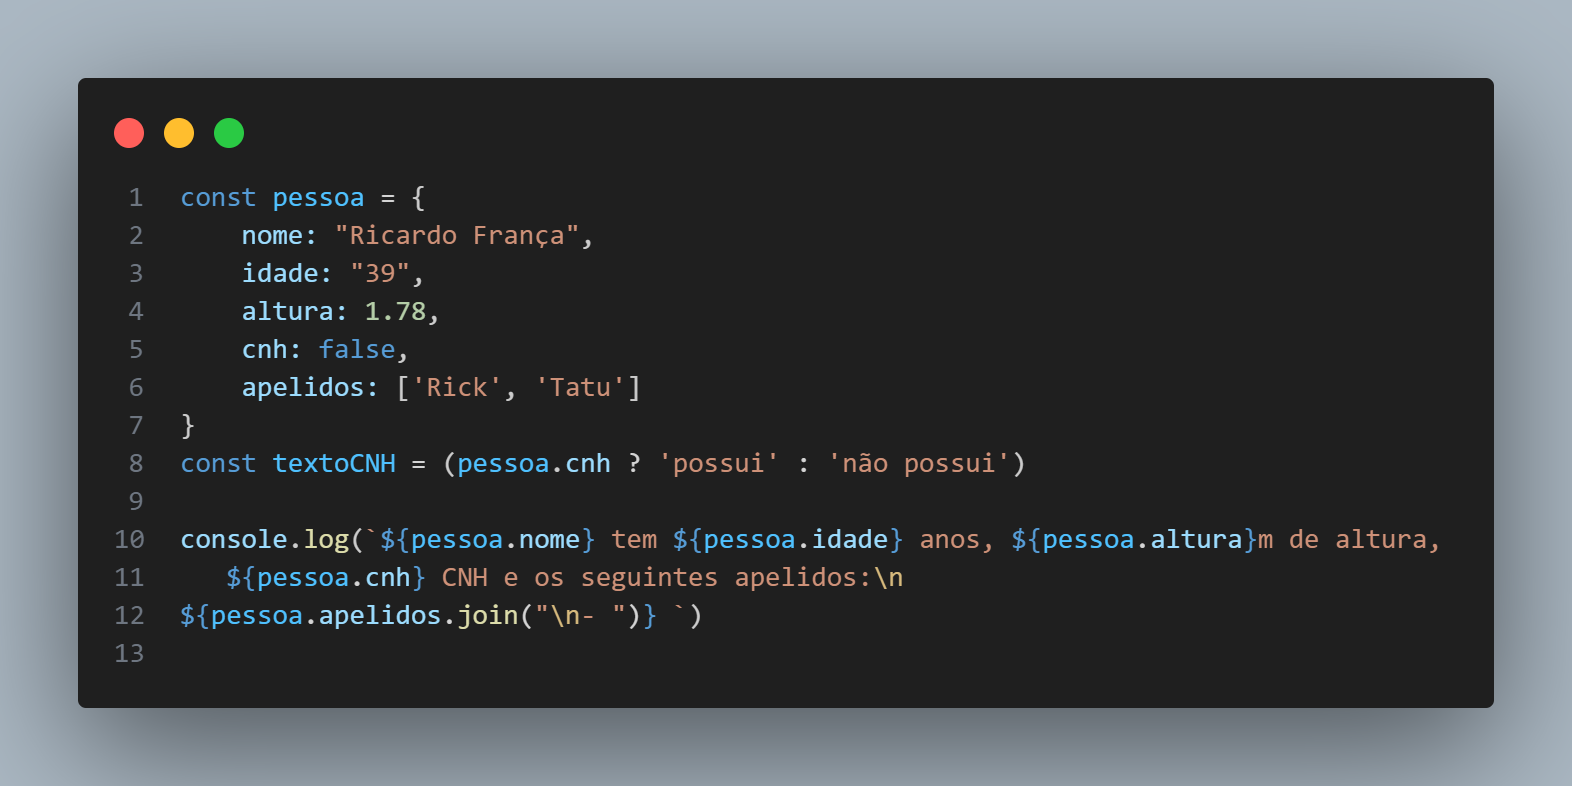 1 const pessoa = {
2     nome: "Ricardo França",
3     idade: "39",
4     altura: 1.78,
5     cnh: false,
6     apelidos: ['Rick', 'Tatu']
7 }
8 const textoCNH = (pessoa.cnh ? 'possui' : 'não possui')
9
10 console.log(`${pessoa.nome} tem ${pessoa.idade} anos, ${pessoa.altura}m de altura,
11    ${pessoa.cnh} CNH e os seguintes apelidos:\n
12 ${pessoa.apelidos.join("\n- ")} `)
13